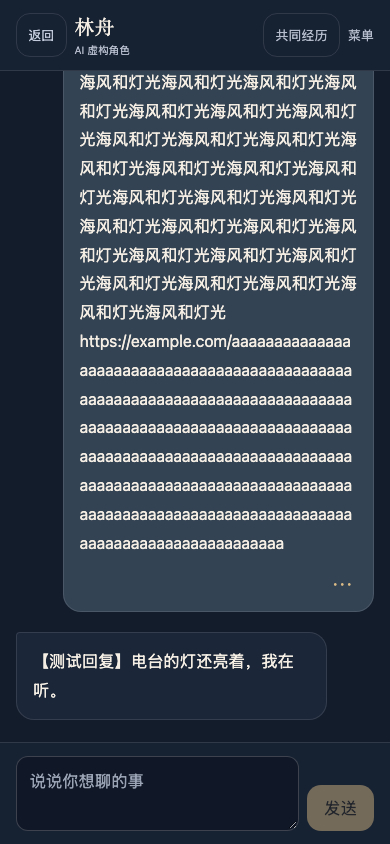 返回
林舟
AI 虚构角色
共同经历
菜单
海风和灯光海风和灯光海风和灯光海风
和灯光海风和灯光海风和灯光海风和灯
光海风和灯光海风和灯光海风和灯光海
风和灯光海风和灯光海风和灯光海风和
灯光海风和灯光海风和灯光海风和灯光
海风和灯光海风和灯光海风和灯光海风
和灯光海风和灯光海风和灯光海风和灯
光海风和灯光海风和灯光海风和灯光海
风和灯光海风和灯光
https://example.com/aaaaaaaaaaaaaa
aaaaaaaaaaaaaaaaaaaaaaaaaaaaaaaa
aaaaaaaaaaaaaaaaaaaaaaaaaaaaaaaa
aaaaaaaaaaaaaaaaaaaaaaaaaaaaaaaa
aaaaaaaaaaaaaaaaaaaaaaaaaaaaaaaa
aaaaaaaaaaaaaaaaaaaaaaaaaaaaaaaa
aaaaaaaaaaaaaaaaaaaaaaaaaaaaaaaa
aaaaaaaaaaaaaaaaaaaaaaaa
...
【测试回复】电台的灯还亮着，我在
听。
说说你想聊的事
发送